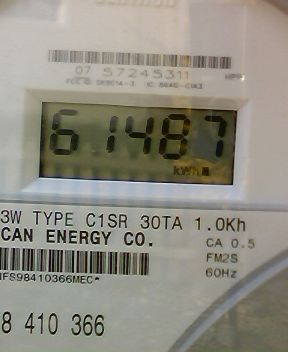 07 57245311
61487
kWh
3W TYPE C1SR 30TA 1.0Kh
CAN ENERGY CO.
CA 0.5
FM2S
60Hz
IFS98410366MEC*
8 410 366